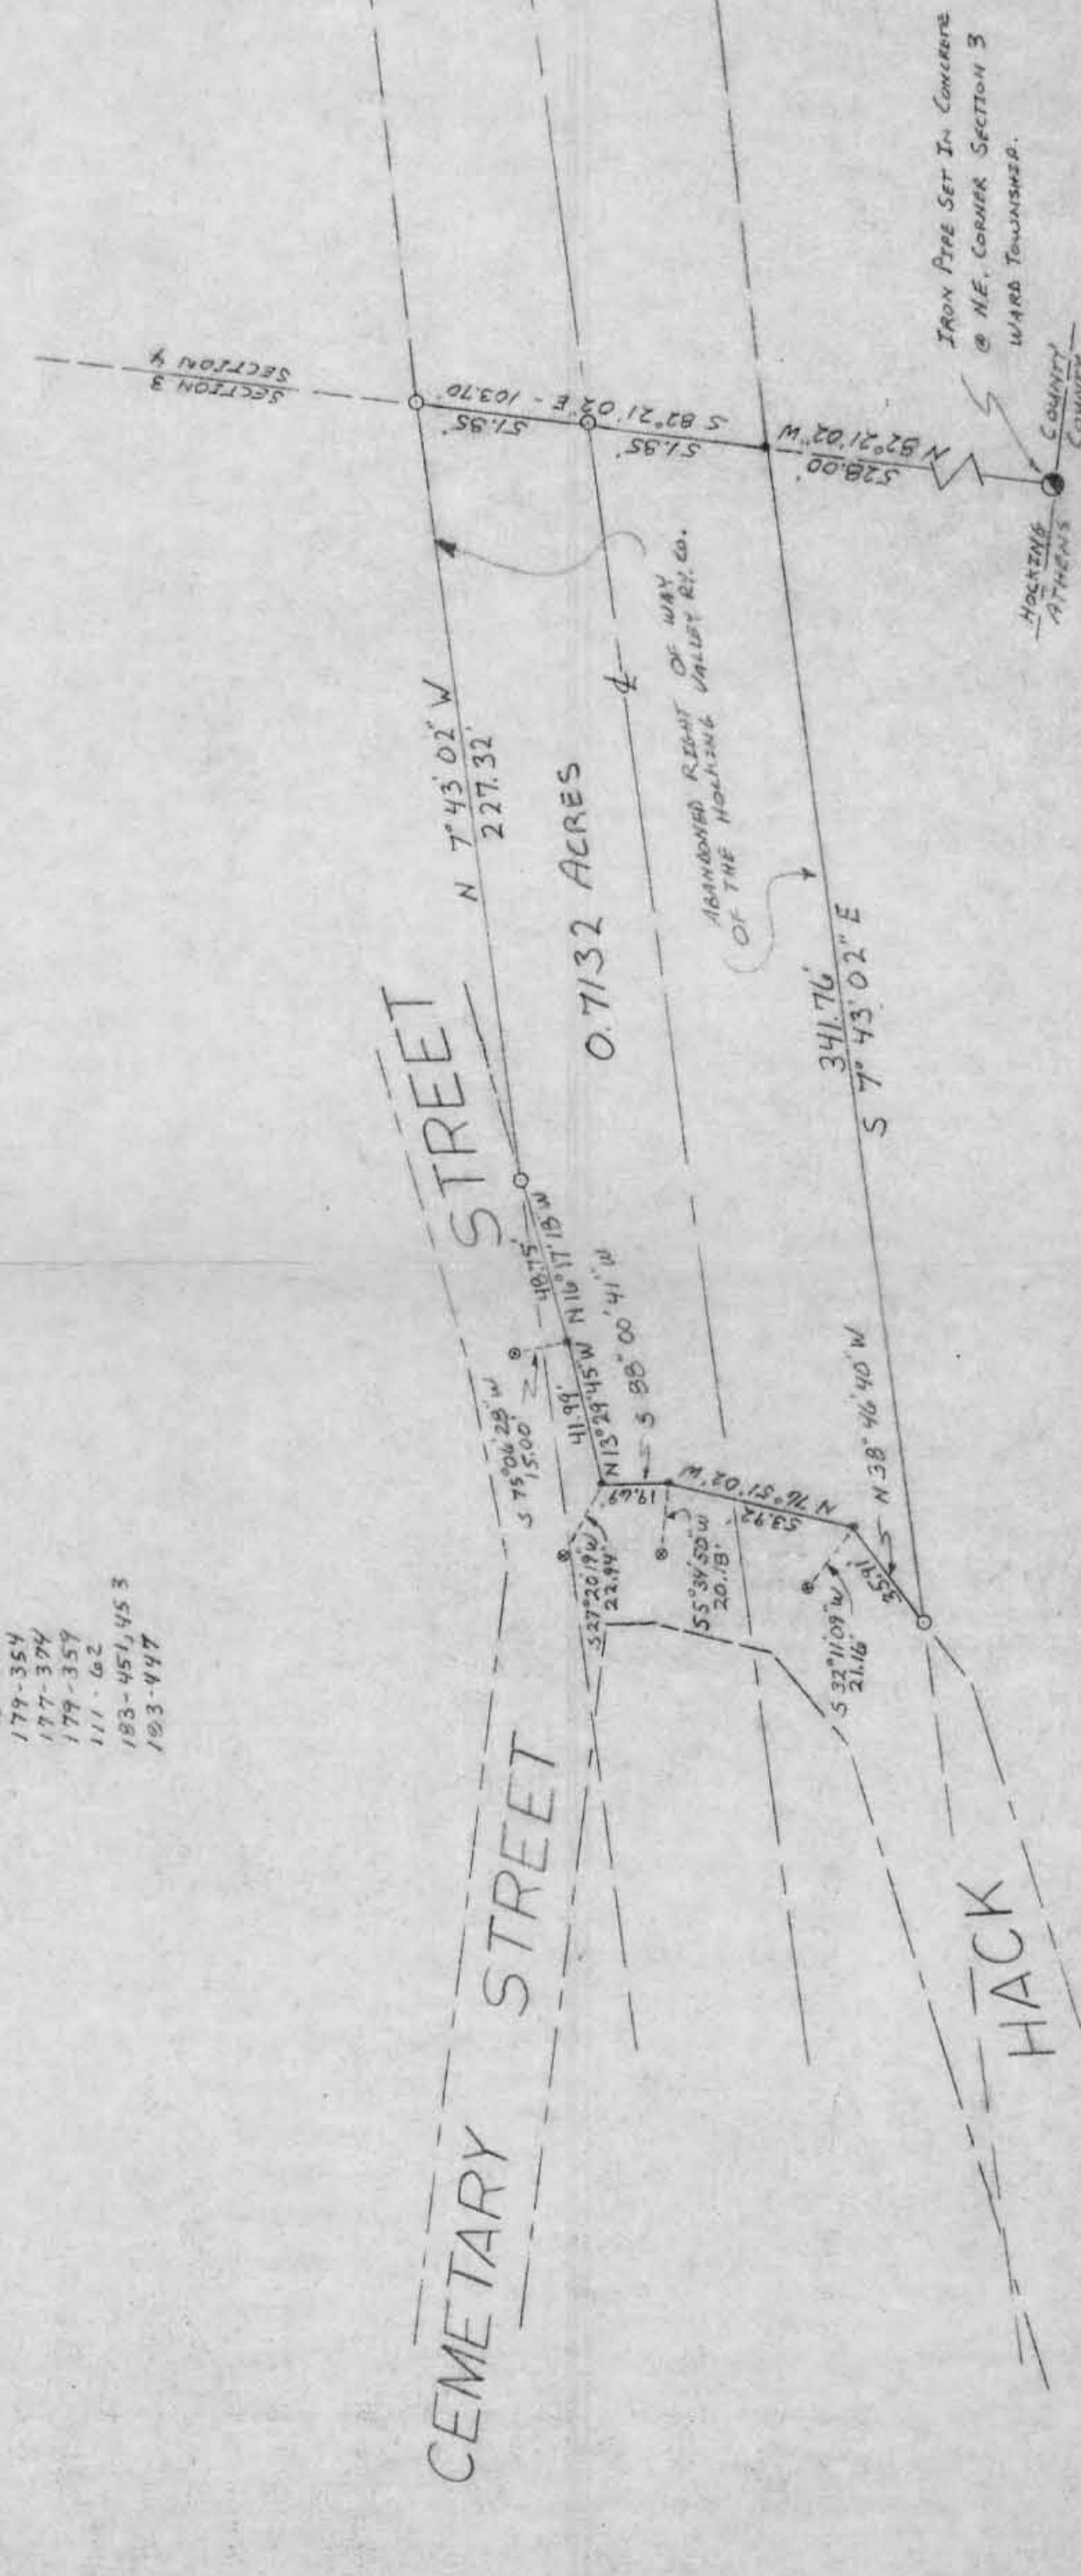 179-354
177-374
179-359
111-62
183-451,453
183-447
CEMETARY STREET
STREET
HACK
SECTION 4
SECTION 3
N 7° 43' 02" W
227.32'
0.7132 ACRES
S 82° 21' 02" E - 103.70'
51.85'
51.85'
N 82° 21' 02" W
528.00'
IRON PIPE SET IN CONCRETE
@ N.E. CORNER SECTION 3
WARD TOWNSHIP.
HOCKING COUNTY
ATHENS COUNTY
ABANDONED RIGHT OF WAY
OF THE HOCKING VALLEY RY. CO.
341.76'
S 7° 43' 02" E
48.75'
N 16° 17' 18" W
41.99'
N 13° 29' 45" W
S 75° 06' 28" W
15.00'
S 88° 00' 41" W
19.69'
S 27° 20' 19" W
22.94'
N 76° 51' 02" W
53.92'
S 5° 34' 50" W
20.18'
N 38° 46' 40" W
35.91'
S 32° 11' 09" W
21.16'